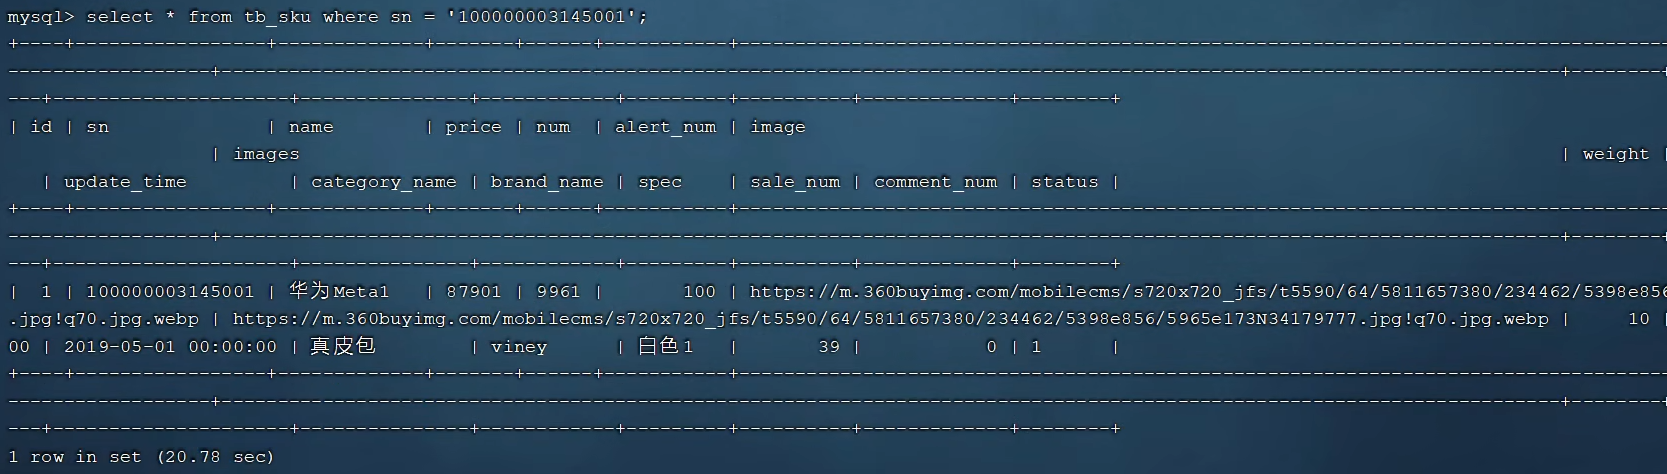 mysql> select * from tb_sku where sn = '100000003145001';
| id | sn | name | price | num | alert_num | image
| images | weight |
| update_time | category_name | brand_name | spec | sale_num | comment_num | status |
| 1 | 100000003145001 | 华为Meta1 | 87901 | 9961 | 100 | https://m.360buyimg.com/mobilecms/s720x720_jfs/t5590/64/5811657380/234462/5398e856
.jpg!q70.jpg.webp | https://m.360buyimg.com/mobilecms/s720x720_jfs/t5590/64/5811657380/234462/5398e856/5965e173N34179777.jpg!q70.jpg.webp | 10 |
00 | 2019-05-01 00:00:00 | 真皮包 | viney | 白色1 | 39 | 0 | 1 |
1 row in set (20.78 sec)